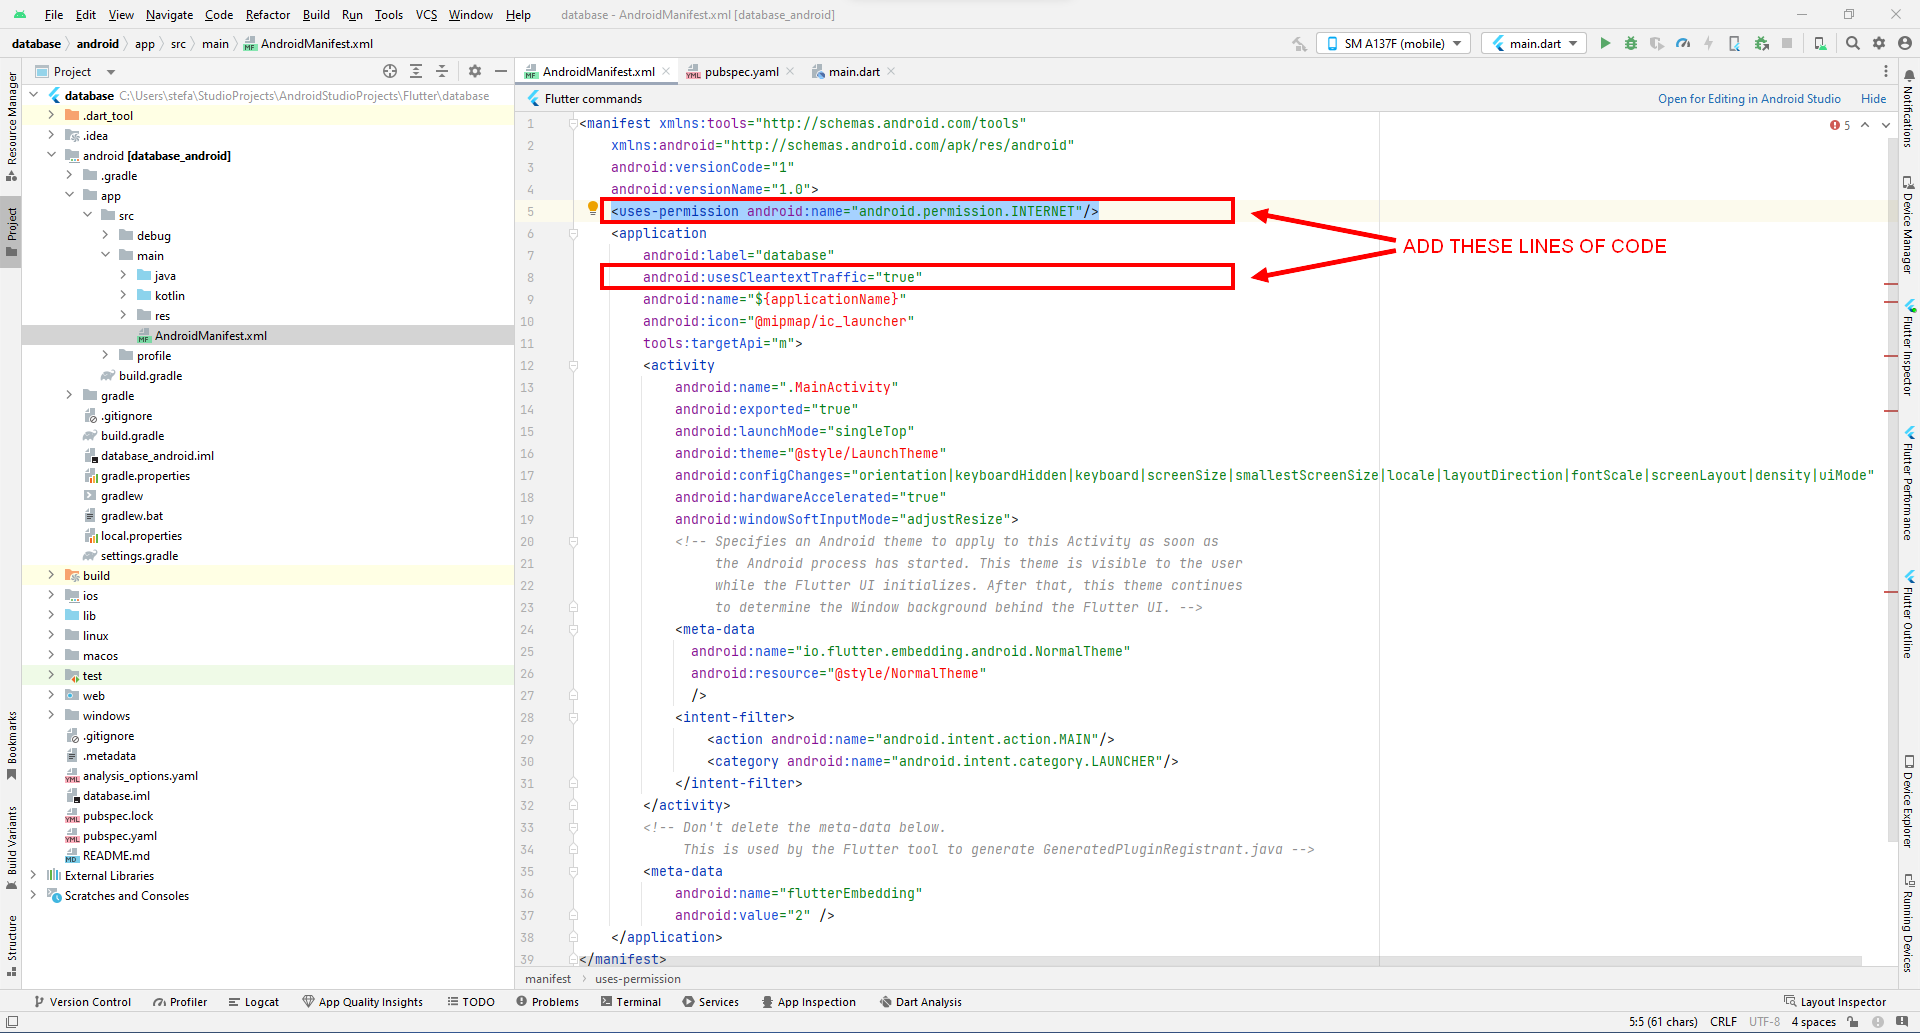 File Edit View Navigate Code Refactor Build Run Tools VCS Window Help database - AndroidManifest.xml [database_android]
database android app src main AndroidManifest.xml SM A137F (mobile) main.dart
Project
AndroidManifest.xml pubspec.yaml main.dart
Flutter commands Open for Editing in Android Studio Hide
Resource Manager
Project
Bookmarks
Build Variants
Structure
database C:\Users\stefa\StudioProjects\AndroidStudioProjects\Flutter\database
.dart_tool
.idea
android [database_android]
.gradle
app
src
debug
main
java
kotlin
res
AndroidManifest.xml
profile
build.gradle
gradle
.gitignore
build.gradle
database_android.iml
gradle.properties
gradlew
gradlew.bat
local.properties
settings.gradle
build
ios
lib
linux
macos
test
web
windows
.gitignore
.metadata
analysis_options.yaml
database.iml
pubspec.lock
pubspec.yaml
README.md
External Libraries
Scratches and Consoles
5
1 <manifest xmlns:tools="http://schemas.android.com/tools"
2 xmlns:android="http://schemas.android.com/apk/res/android"
3 android:versionCode="1"
4 android:versionName="1.0">
5 <uses-permission android:name="android.permission.INTERNET"/>
6 <application
ADD THESE LINES OF CODE
7 android:label="database"
8 android:usesCleartextTraffic="true"
9 android:name="${applicationName}"
10 android:icon="@mipmap/ic_launcher"
11 tools:targetApi="m">
12 <activity
13 android:name=".MainActivity"
14 android:exported="true"
15 android:launchMode="singleTop"
16 android:theme="@style/LaunchTheme"
17 android:configChanges="orientation|keyboardHidden|keyboard|screenSize|smallestScreenSize|locale|layoutDirection|fontScale|screenLayout|density|uiMode"
18 android:hardwareAccelerated="true"
19 android:windowSoftInputMode="adjustResize">
20 <!-- Specifies an Android theme to apply to this Activity as soon as
21 the Android process has started. This theme is visible to the user
22 while the Flutter UI initializes. After that, this theme continues
23 to determine the Window background behind the Flutter UI. -->
24 <meta-data
25 android:name="io.flutter.embedding.android.NormalTheme"
26 android:resource="@style/NormalTheme"
27 />
28 <intent-filter>
29 <action android:name="android.intent.action.MAIN"/>
30 <category android:name="android.intent.category.LAUNCHER"/>
31 </intent-filter>
32 </activity>
33 <!-- Don't delete the meta-data below.
34 This is used by the Flutter tool to generate GeneratedPluginRegistrant.java -->
35 <meta-data
36 android:name="flutterEmbedding"
37 android:value="2" />
38 </application>
39 </manifest>
manifest uses-permission
Notifications
Device Manager
Flutter Inspector
Flutter Performance
Flutter Outline
Device Explorer
Running Devices
Version Control Profiler Logcat App Quality Insights TODO Problems Terminal Services App Inspection Dart Analysis Layout Inspector
5:5 (61 chars) CRLF UTF-8 4 spaces